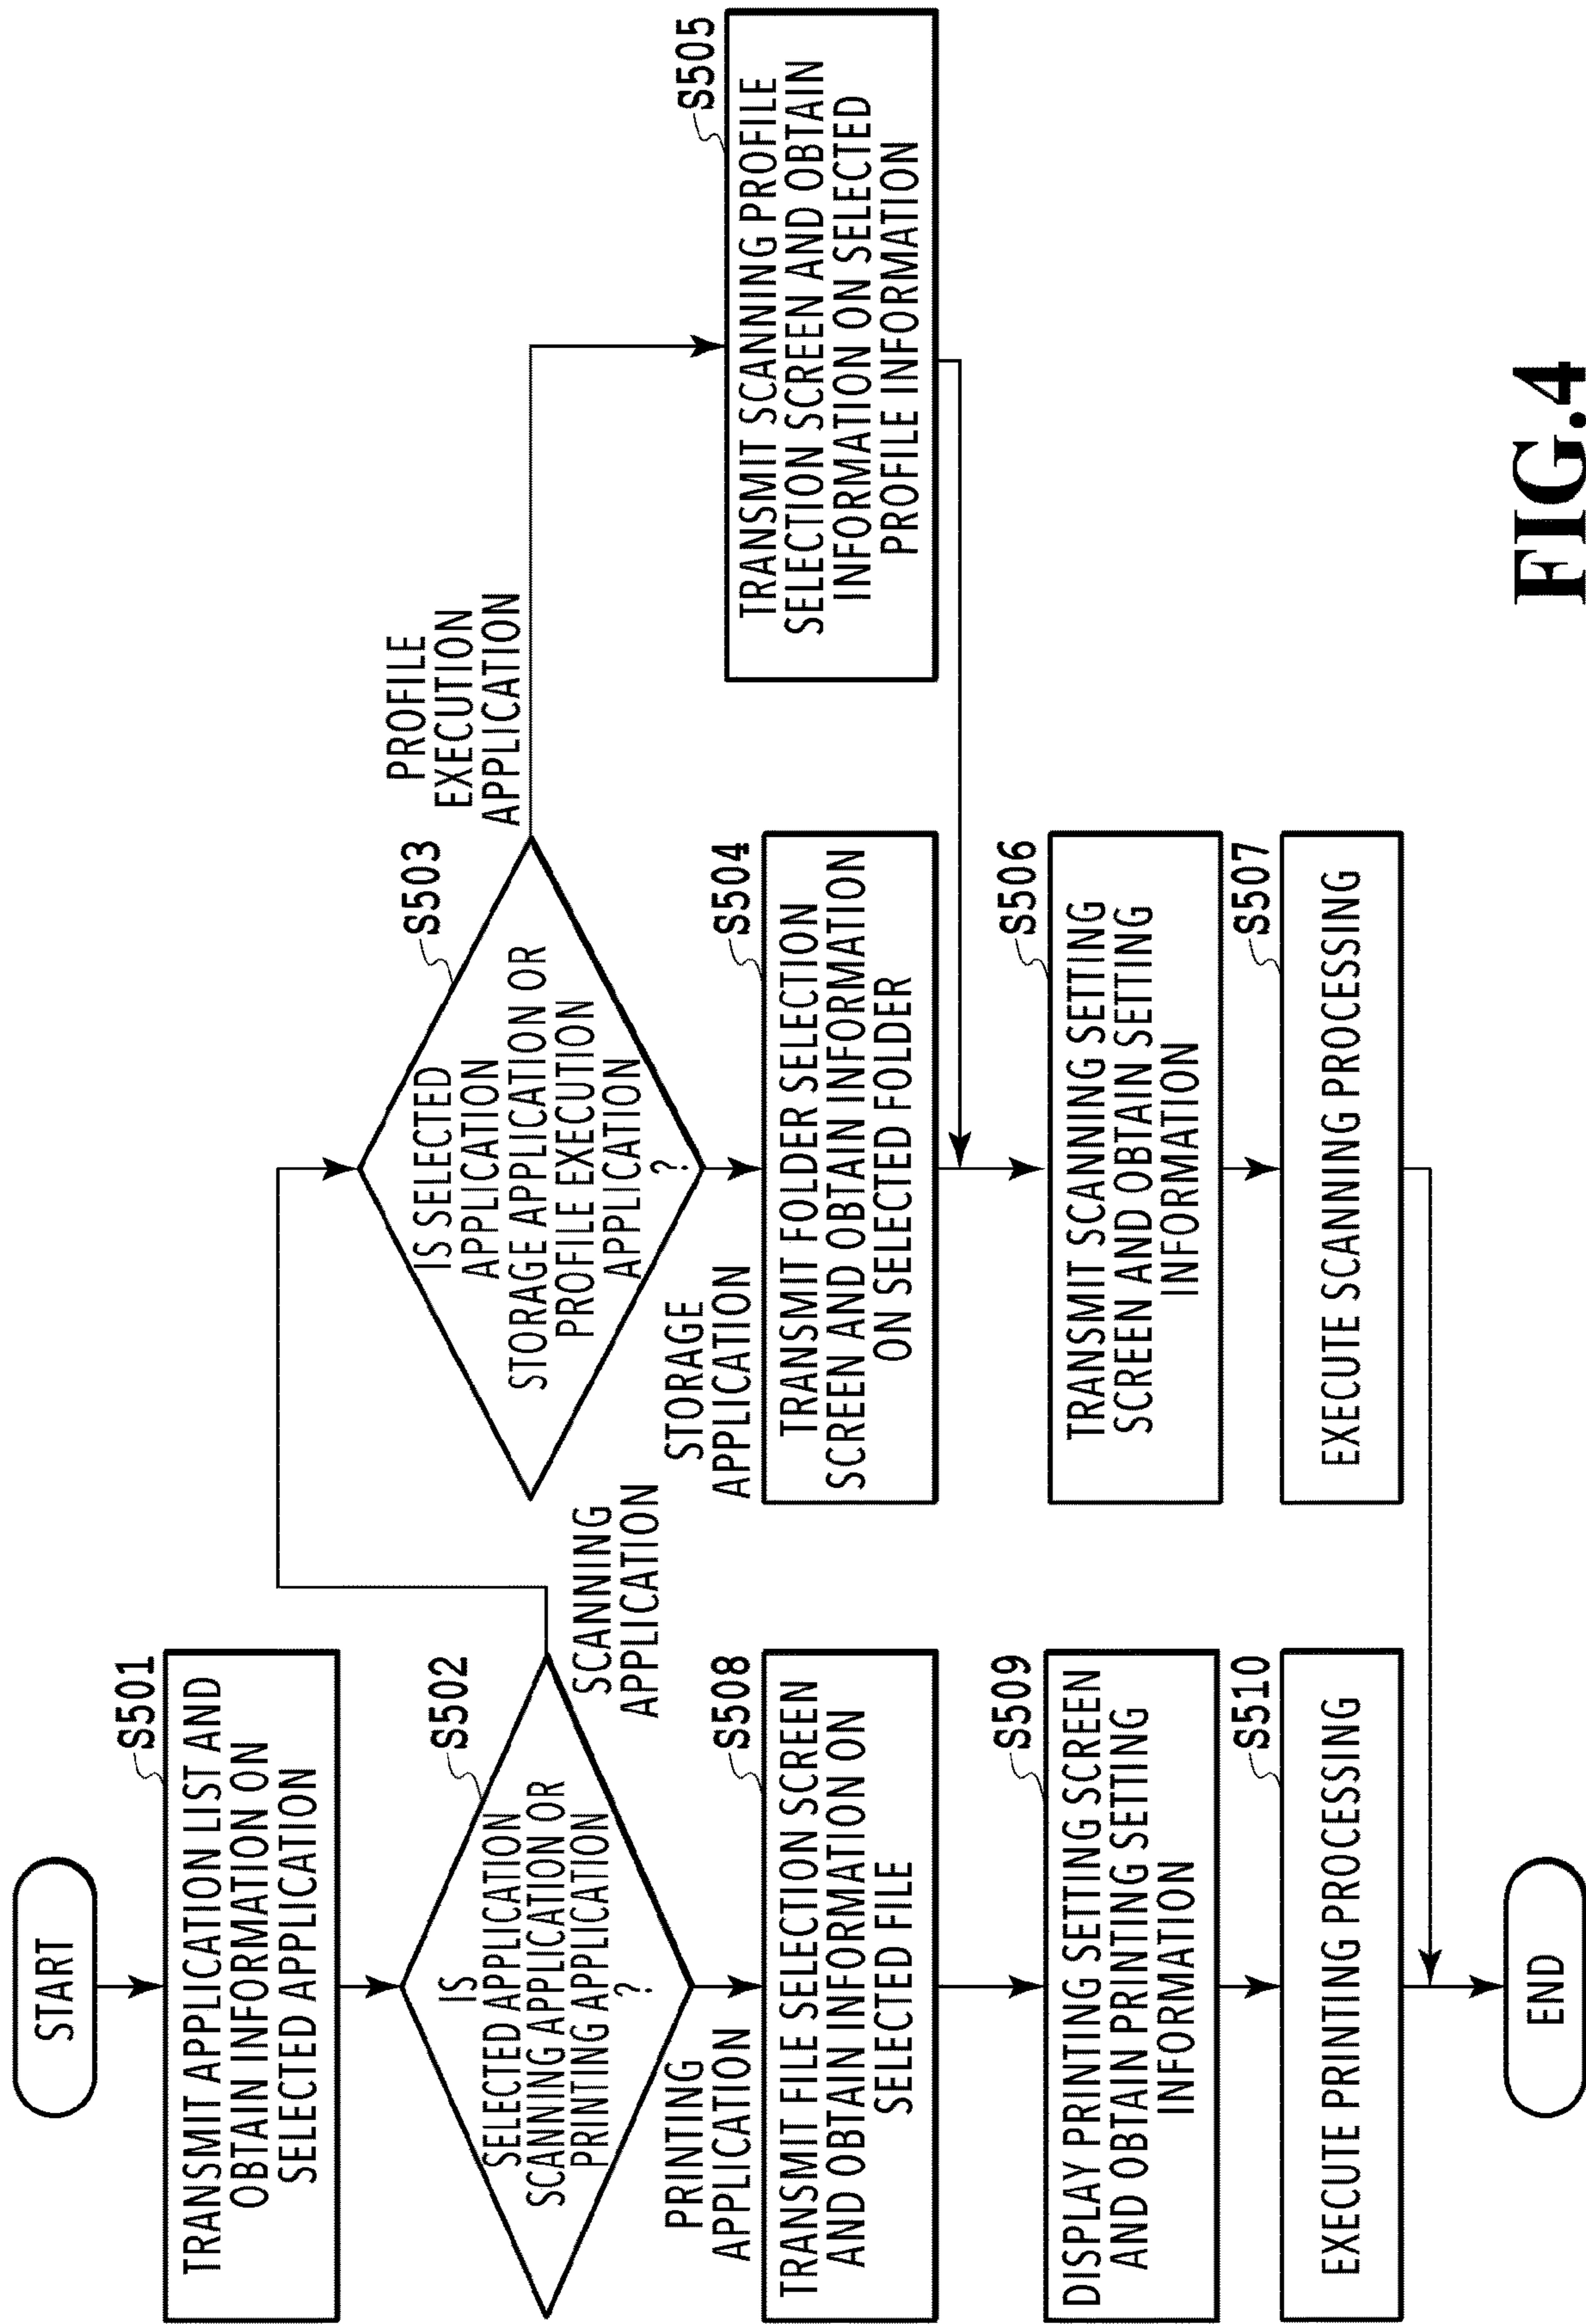 START
S501
TRANSMIT APPLICATION LIST AND
OBTAIN INFORMATION ON
SELECTED APPLICATION
S502
IS
SELECTED APPLICATION
SCANNING APPLICATION OR
PRINTING APPLICATION
?
SCANNING
APPLICATION
PRINTING
APPLICATION
S503
IS SELECTED
APPLICATION
STORAGE APPLICATION OR
PROFILE EXECUTION
APPLICATION
?
PROFILE
EXECUTION
APPLICATION
STORAGE
APPLICATION
S508
TRANSMIT FILE SELECTION SCREEN
AND OBTAIN INFORMATION ON
SELECTED FILE
S504
TRANSMIT FOLDER SELECTION
SCREEN AND OBTAIN INFORMATION
ON SELECTED FOLDER
S505
TRANSMIT SCANNING PROFILE
SELECTION SCREEN AND OBTAIN
INFORMATION ON SELECTED
PROFILE INFORMATION
S509
DISPLAY PRINTING SETTING SCREEN
AND OBTAIN PRINTING SETTING
INFORMATION
S506
TRANSMIT SCANNING SETTING
SCREEN AND OBTAIN SETTING
INFORMATION
S510
EXECUTE PRINTING PROCESSING
S507
EXECUTE SCANNING PROCESSING
END
FIG.4